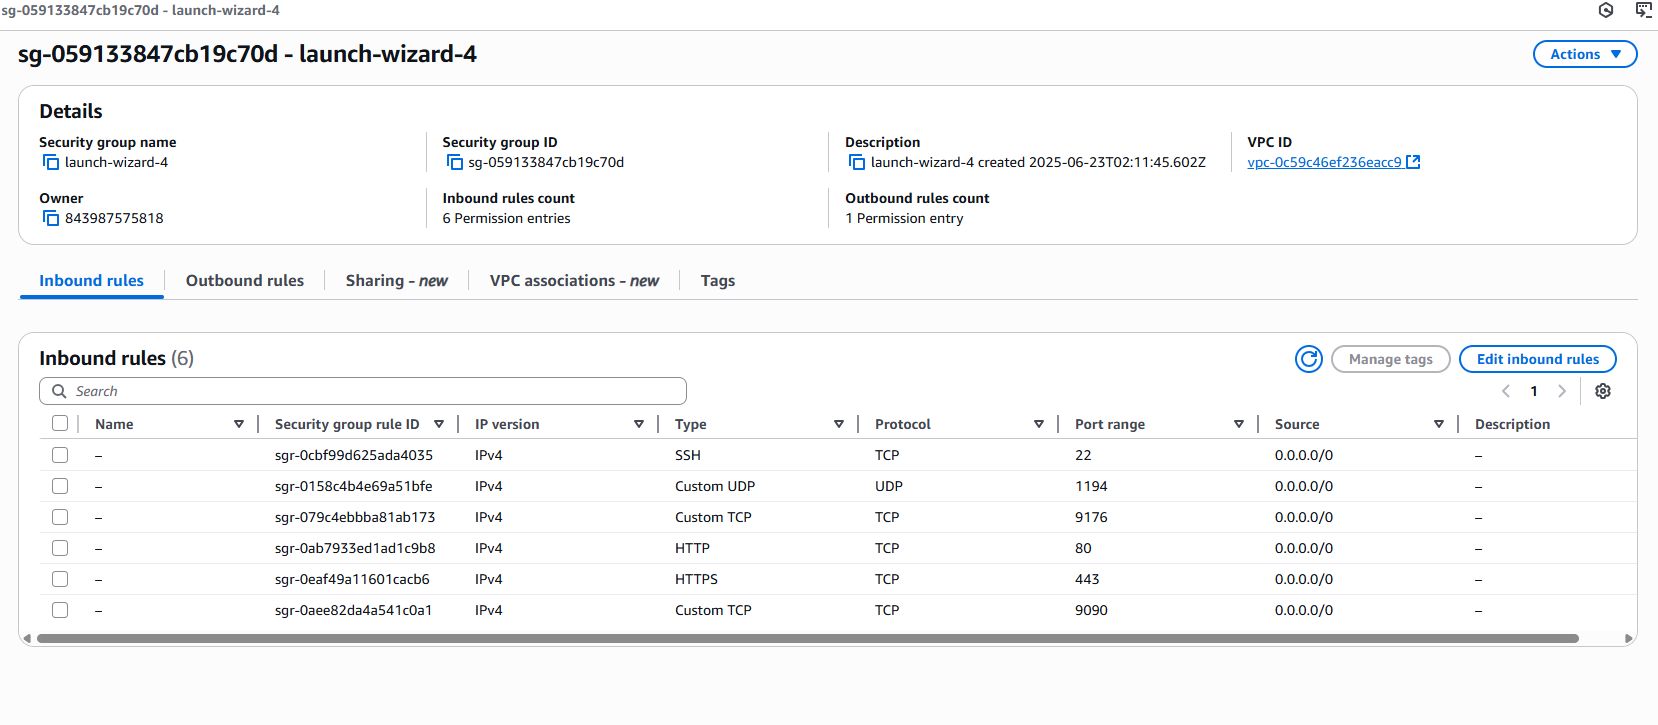 sg-059133847cb19c70d - launch-wizard-4
sg-059133847cb19c70d - launch-wizard-4
Actions
Details
Security group name
launch-wizard-4
Security group ID
sg-059133847cb19c70d
Description
launch-wizard-4 created 2025-06-23T02:11:45.602Z
VPC ID
vpc-0c59c46ef236eacc9
Owner
843987575818
Inbound rules count
6 Permission entries
Outbound rules count
1 Permission entry
Inbound rules Outbound rules Sharing - new VPC associations - new Tags
Inbound rules (6)
Manage tags
Edit inbound rules
Search
1
Name Security group rule ID IP version Type Protocol Port range Source Description
– sgr-0cbf99d625ada4035 IPv4 SSH TCP 22 0.0.0.0/0 –
– sgr-0158c4b4e69a51bfe IPv4 Custom UDP UDP 1194 0.0.0.0/0 –
– sgr-079c4ebbba81ab173 IPv4 Custom TCP TCP 9176 0.0.0.0/0 –
– sgr-0ab7933ed1ad1c9b8 IPv4 HTTP TCP 80 0.0.0.0/0 –
– sgr-0eaf49a11601cacb6 IPv4 HTTPS TCP 443 0.0.0.0/0 –
– sgr-0aee82da4a541c0a1 IPv4 Custom TCP TCP 9090 0.0.0.0/0 –